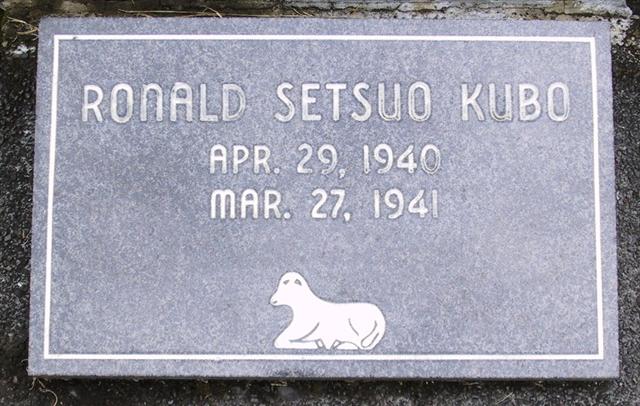 RONALD SETSUO KUBO
APR. 29, 1940
MAR. 27, 1941